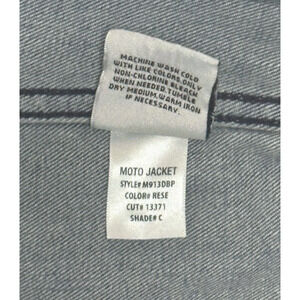 MACHINE WASH COLD
WITH LIKE COLORS. ONLY
NON-CHLORINE BLEACH
WHEN NEEDED. TUMBLE
DRY MEDIUM. WARM IRON
IF NECESSARY.
MOTO JACKET
STYLE# M913DBP
COLOR# RESE
CUT# 13371
SHADE# C